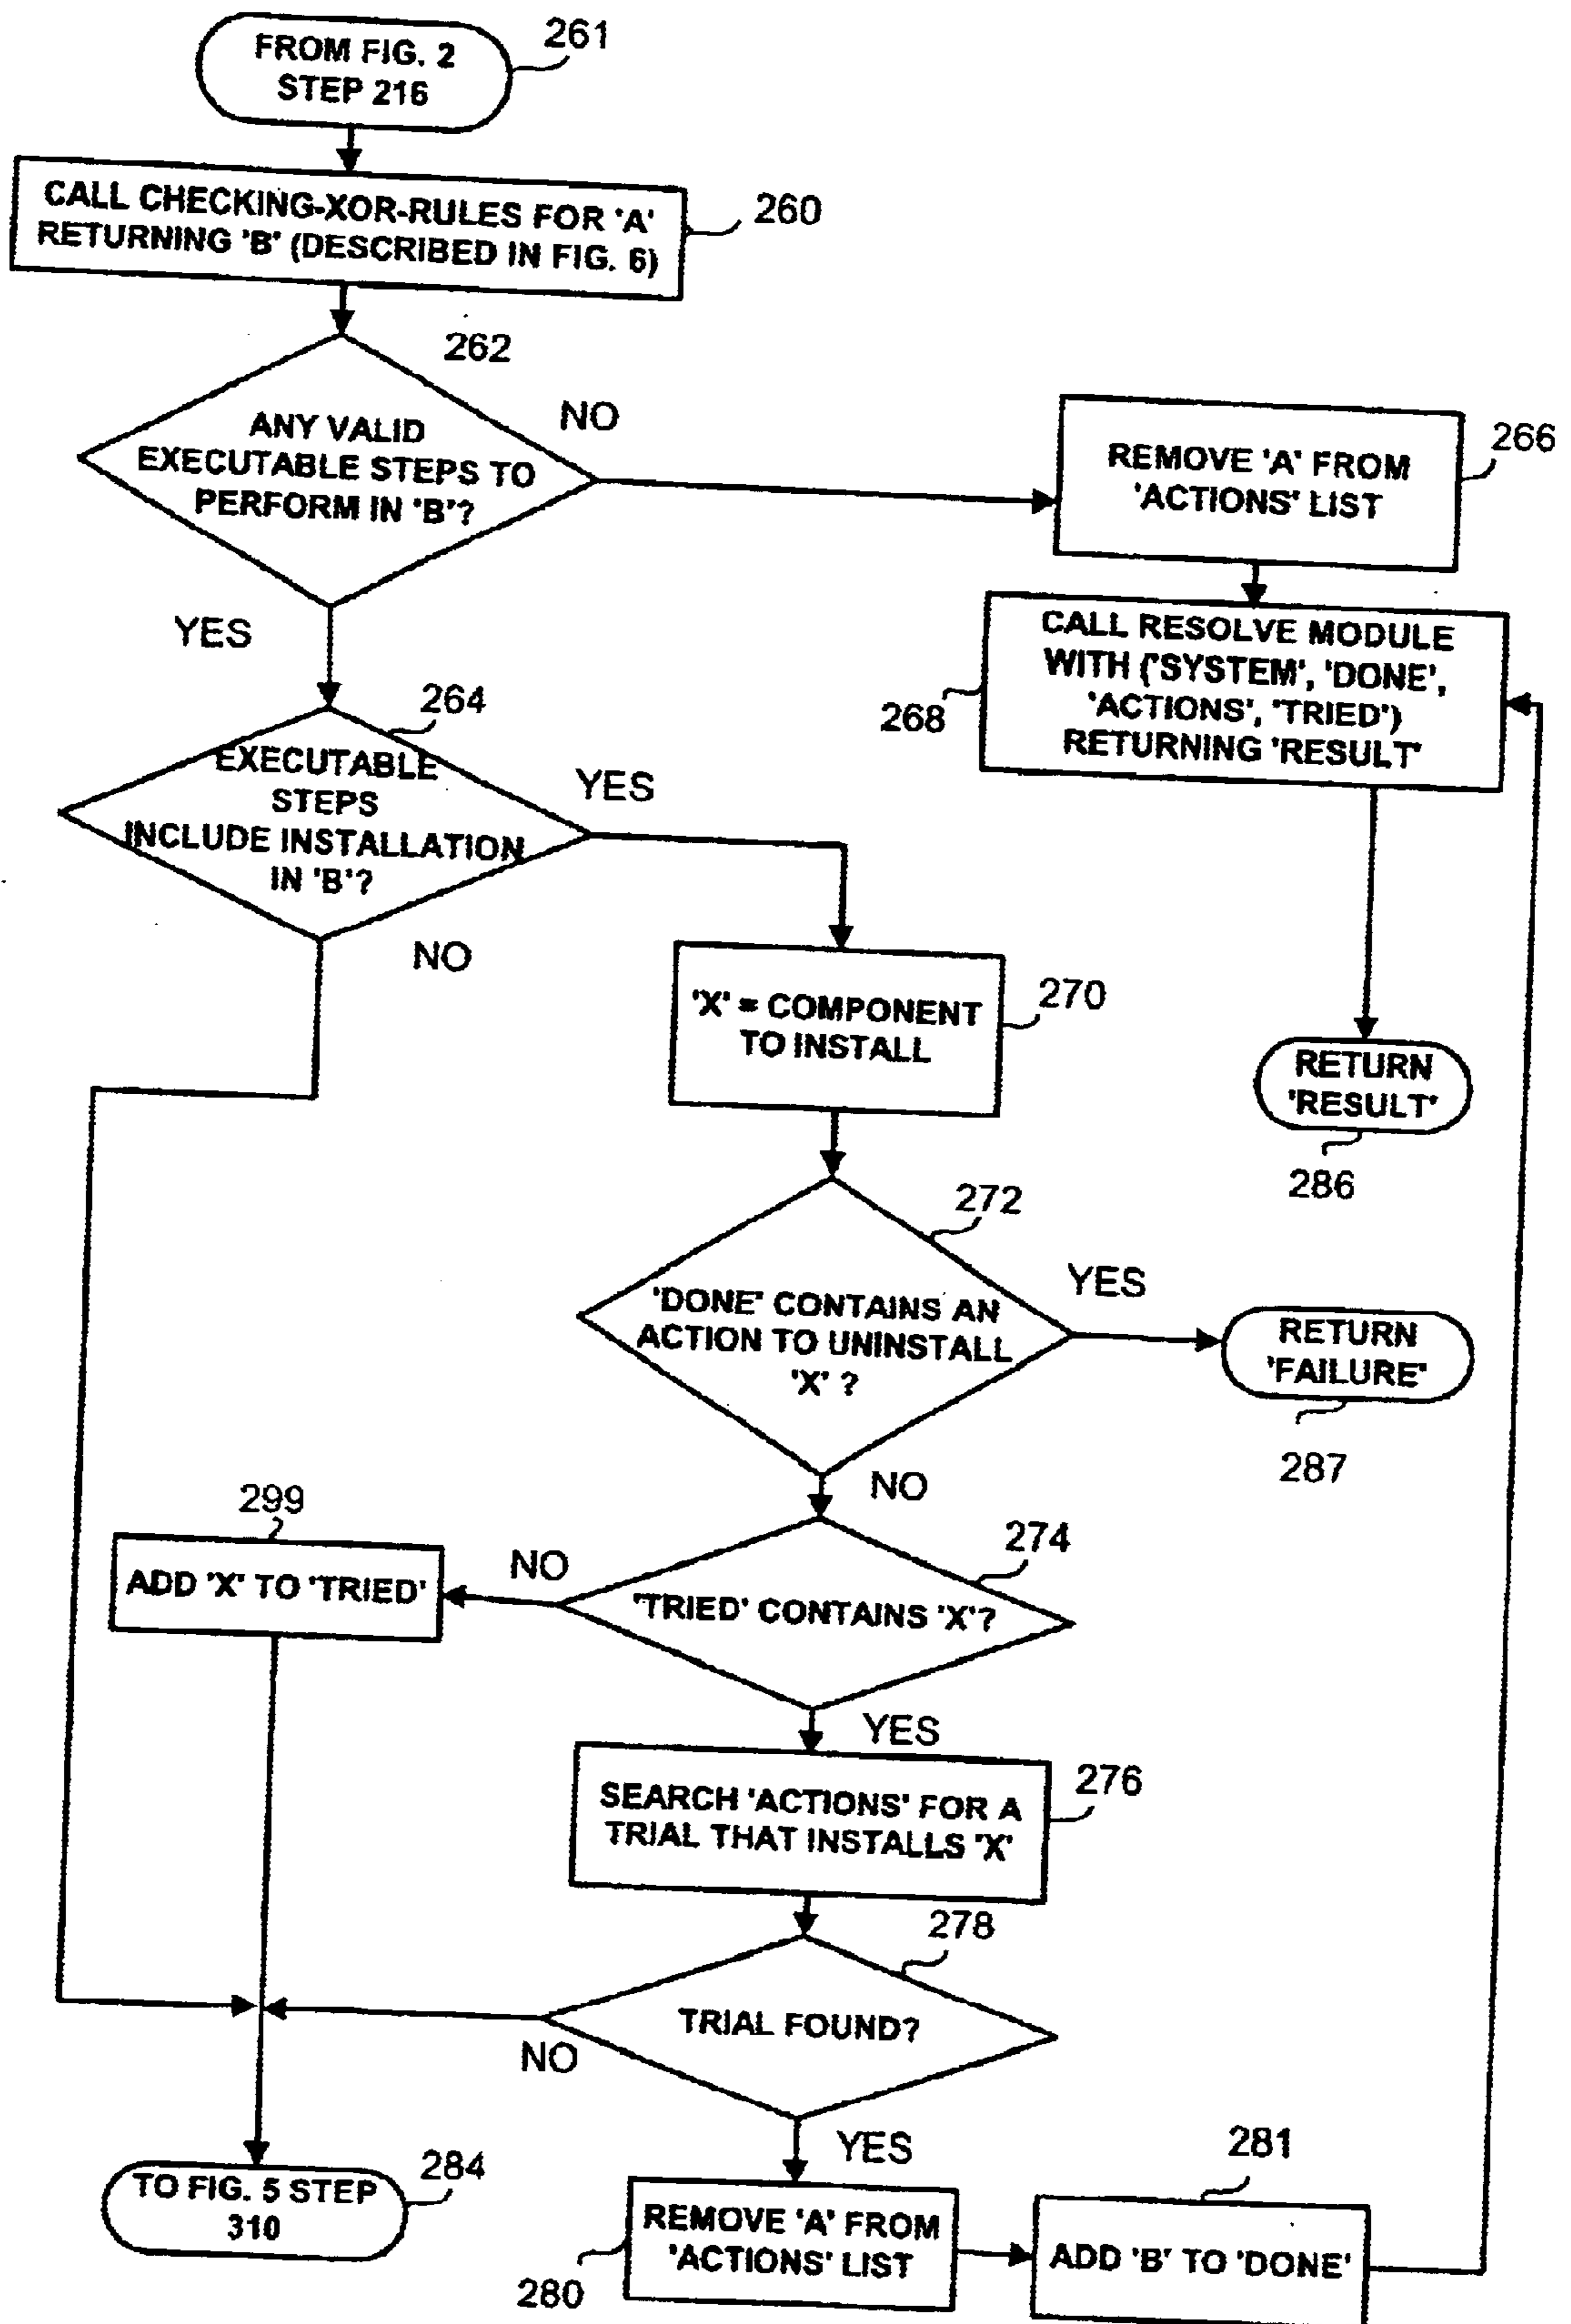 FROM FIG. 2
STEP 216
261
CALL CHECKING-XOR-RULES FOR 'A'
RETURNING 'B' (DESCRIBED IN FIG. 6)
260
262
ANY VALID
EXECUTABLE STEPS TO
PERFORM IN 'B'?
NO
YES
REMOVE 'A' FROM
'ACTIONS' LIST
266
CALL RESOLVE MODULE
WITH ('SYSTEM', 'DONE',
'ACTIONS', 'TRIED')
RETURNING 'RESULT'
268
264
EXECUTABLE
STEPS
INCLUDE INSTALLATION
IN 'B'?
YES
NO
'X' = COMPONENT
TO INSTALL
270
RETURN
'RESULT'
286
272
'DONE' CONTAINS AN
ACTION TO UNINSTALL
'X' ?
YES
RETURN
'FAILURE'
287
NO
299
ADD 'X' TO 'TRIED'
NO
274
'TRIED' CONTAINS 'X'?
YES
SEARCH 'ACTIONS' FOR A
TRIAL THAT INSTALLS 'X'
276
278
TRIAL FOUND?
NO
YES
TO FIG. 5 STEP
310
284
REMOVE 'A' FROM
'ACTIONS' LIST
280
281
ADD 'B' TO 'DONE'